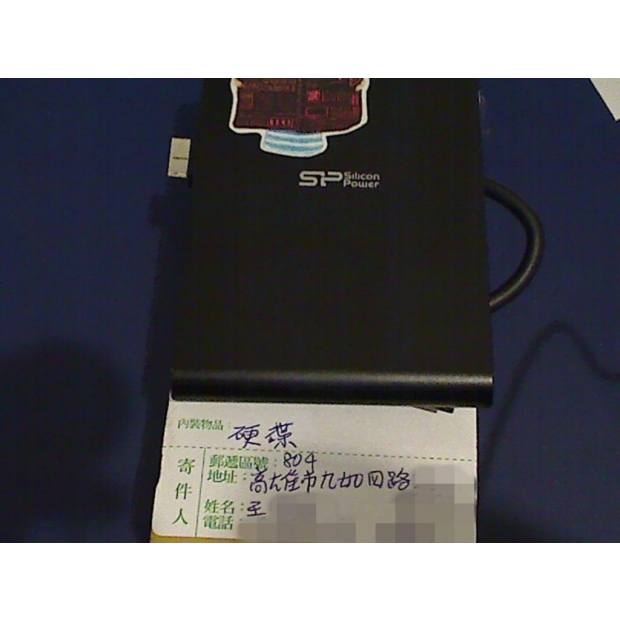 SP Silicon Power
內裝物品： 硬碟
寄件人
郵遞區號：804
地址：高雄市九如四路
姓名：王
電話